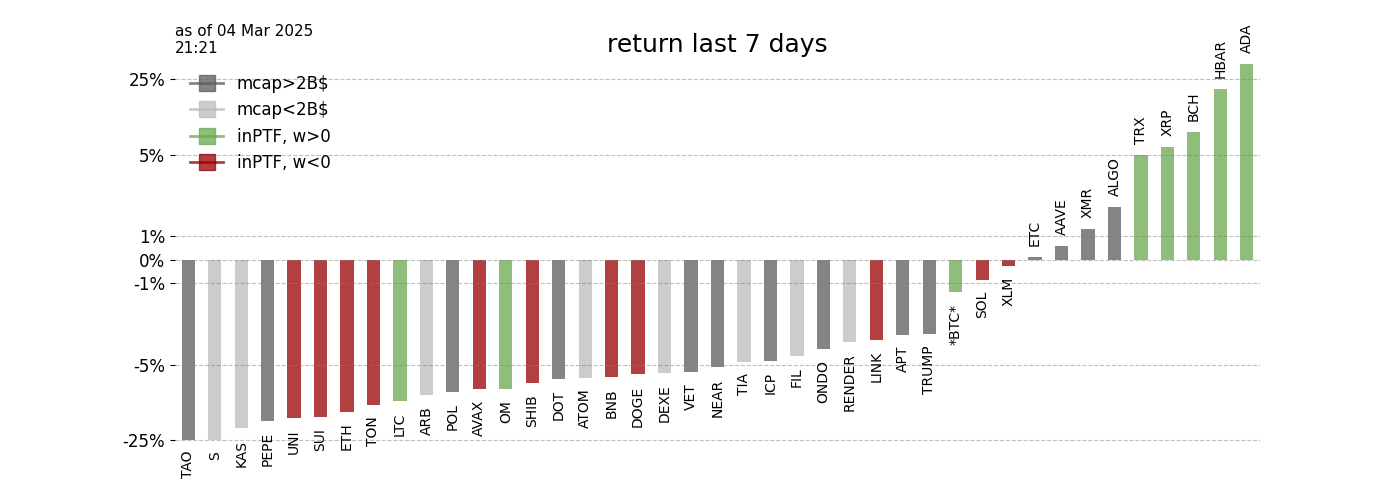 as of 04 Mar 2025
21:21
return last 7 days
mcap>2B$
mcap<2B$
inPTF, w>0
inPTF, w<0
25%
5%
1%
0%
-1%
-5%
-25%
TAO
S
KAS
PEPE
UNI
SUI
ETH
TON
LTC
ARB
POL
AVAX
OM
SHIB
DOT
ATOM
BNB
DOGE
DEXE
VET
NEAR
TIA
ICP
FIL
ONDO
RENDER
LINK
APT
TRUMP
*BTC*
SOL
XLM
ETC
AAVE
XMR
ALGO
TRX
XRP
BCH
HBAR
ADA